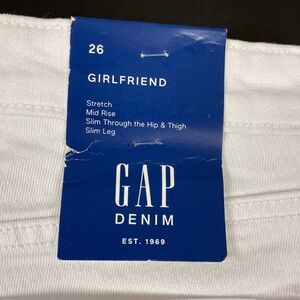 26
GIRLFRIEND
Stretch
Mid Rise
Slim Through the Hip & Thigh
Slim Leg
GAP
DENIM
EST. 1969